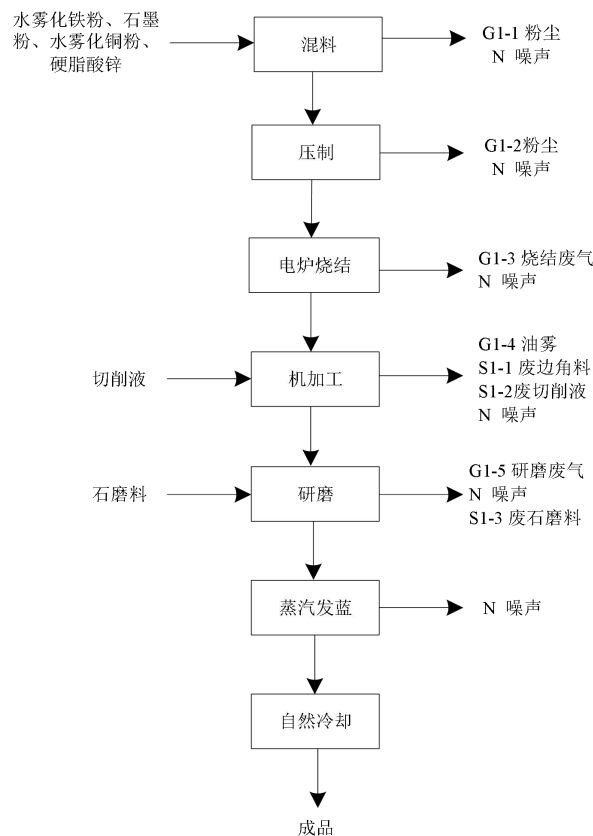 水雾化铁粉、石墨
粉、水雾化铜粉、
硬脂酸锌
混料
G1-1 粉尘
N 噪声
压制
G1-2粉尘
N 噪声
电炉烧结
G1-3 烧结废气
N 噪声
切削液
机加工
G1-4 油雾
S1-1 废边角料
S1-2废切削液
N 噪声
石磨料
研磨
G1-5 研磨废气
N 噪声
S1-3 废石磨料
蒸汽发蓝
N 噪声
自然冷却
成品